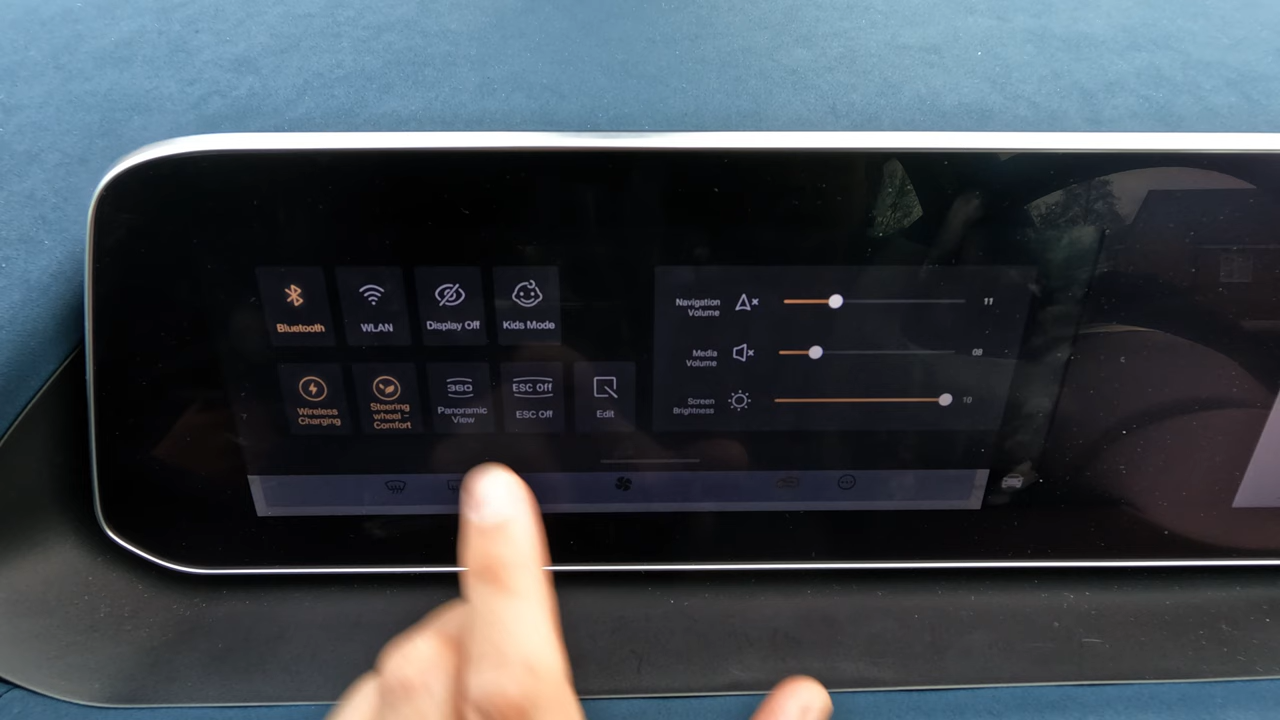 Bluetooth
WLAN
Display Off
Kids Mode
Wireless
Charging
Steering
wheel -
Comfort
360
Panoramic
View
ESC Off
ESC Off
Edit
Navigation
Volume
11
Media
Volume
08
Screen
Brightness
10